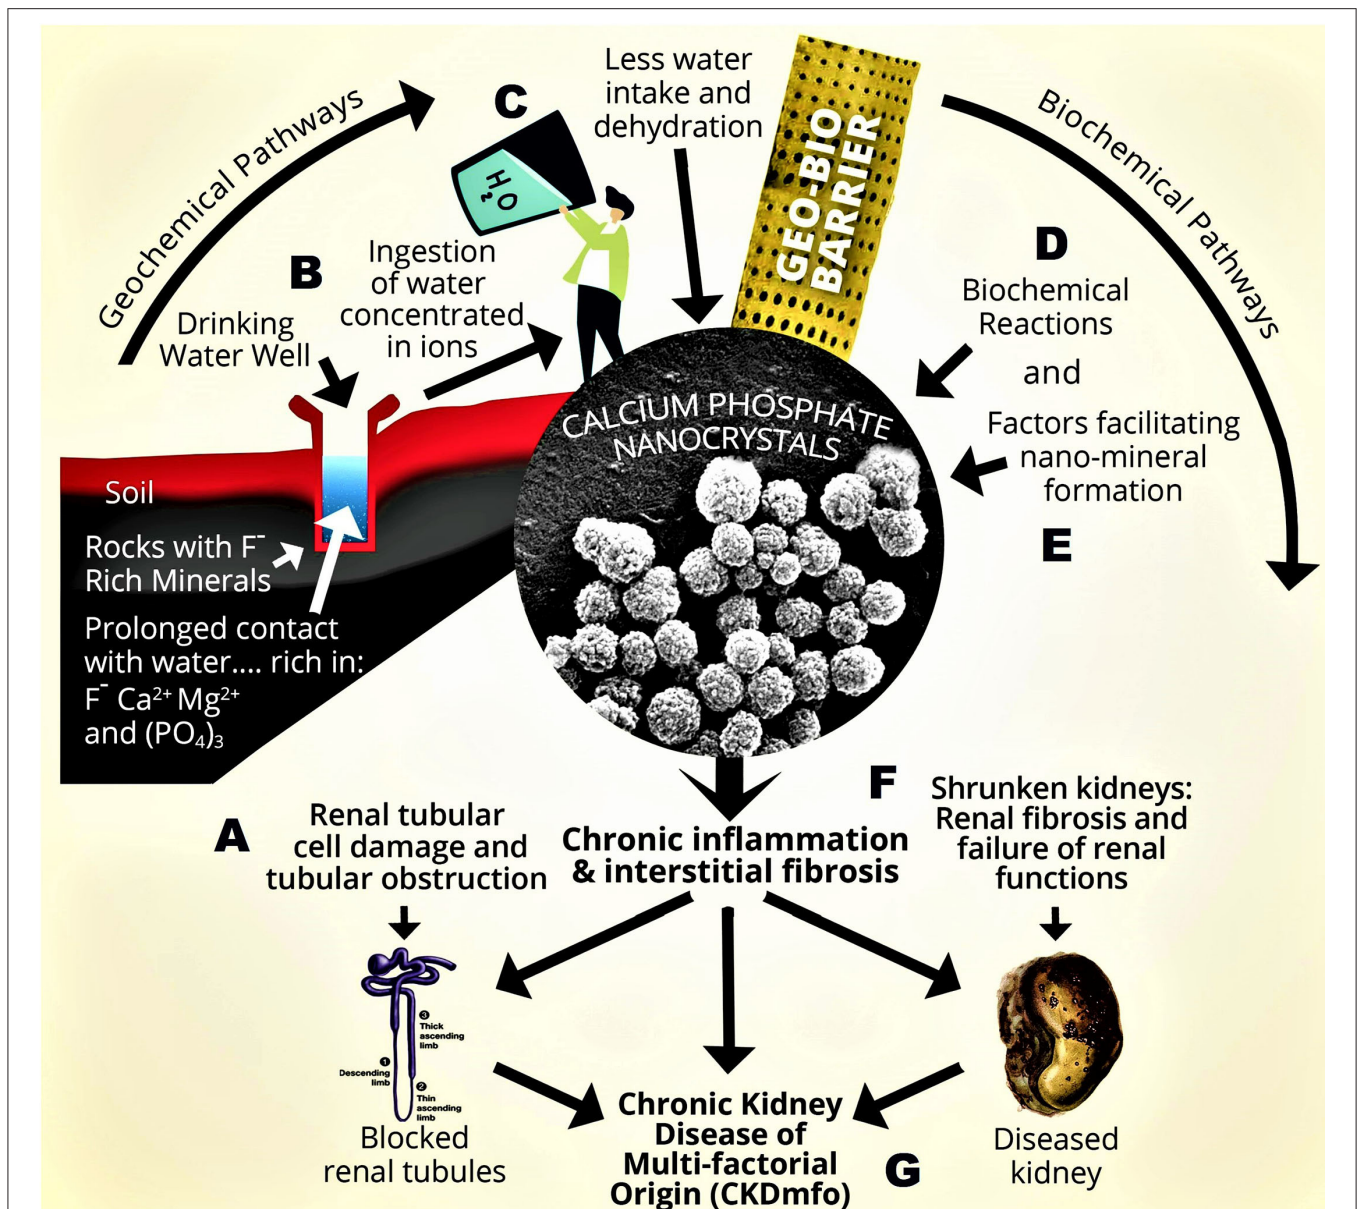 Geochemical Pathways
C
H₂O
Less water
intake and
dehydration
GEO-BIO
BARRIER
Biochemical Pathways
B
Drinking
Water Well
Ingestion
of water
concentrated
in ions
D
Biochemical
Reactions
and
Factors facilitating
nano-mineral
formation
E
CALCIUM PHOSPHATE
NANOCRYSTALS
Soil
Rocks with F⁻
Rich Minerals
Prolonged contact
with water.... rich in:
F⁻ Ca²⁺ Mg²⁺
and (PO₄)₃
A
Renal tubular
cell damage and
tubular obstruction
Chronic inflammation
& interstitial fibrosis
F
Shrunken kidneys:
Renal fibrosis and
failure of renal
functions
3
Thick
ascending
limb
1
Descending
limb
2
Thin
ascending
limb
Blocked
renal tubules
Chronic Kidney
Disease of
Multi-factorial
Origin (CKDmfo)
G
Diseased
kidney